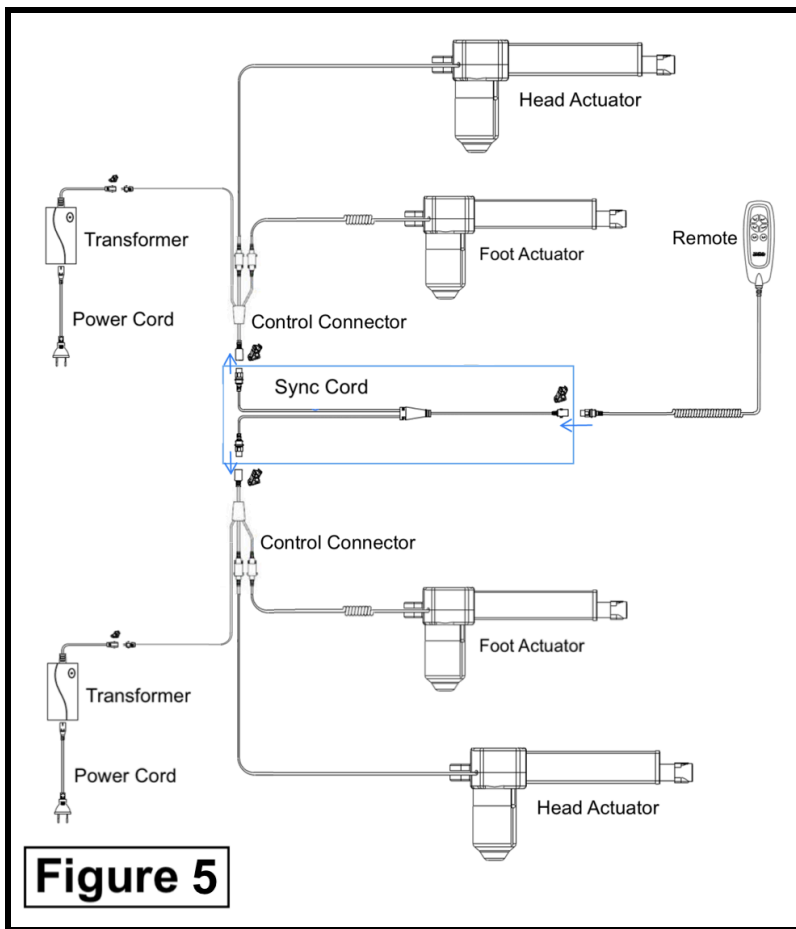 Head Actuator
Foot Actuator
Transformer
Remote
Power Cord
Control Connector
Sync Cord
Control Connector
Foot Actuator
Transformer
Power Cord
Head Actuator
Figure 5